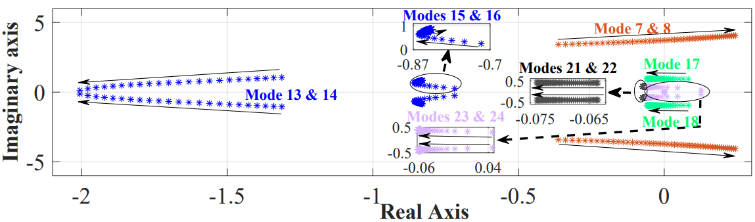 Imaginary axis
5
0
-5
Modes 15 & 16
1
0
-0.87 -0.7
Mode 7 & 8
Mode 13 & 14
Modes 21 & 22
0.5
-0.5
-0.075 -0.065
Mode 17
Mode 18
Modes 23 & 24
0.5
-0.5
-0.06 0.04
-2 -1.5 -1 -0.5 0
Real Axis